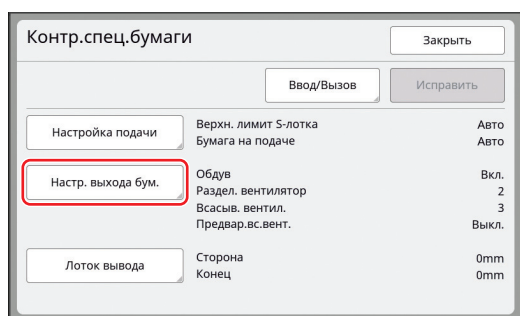 Контр.спец.бумаги
Закрыть
Ввод/Вызов
Исправить
Настройка подачи
Верхн. лимит S-лотка Авто
Бумага на подаче Авто
Настр. выхода бум.
Обдув Вкл.
Раздел. вентилятор 2
Всасыв. вентил. 3
Предвар.вс.вент. Выкл.
Лоток вывода
Сторона 0mm
Конец 0mm